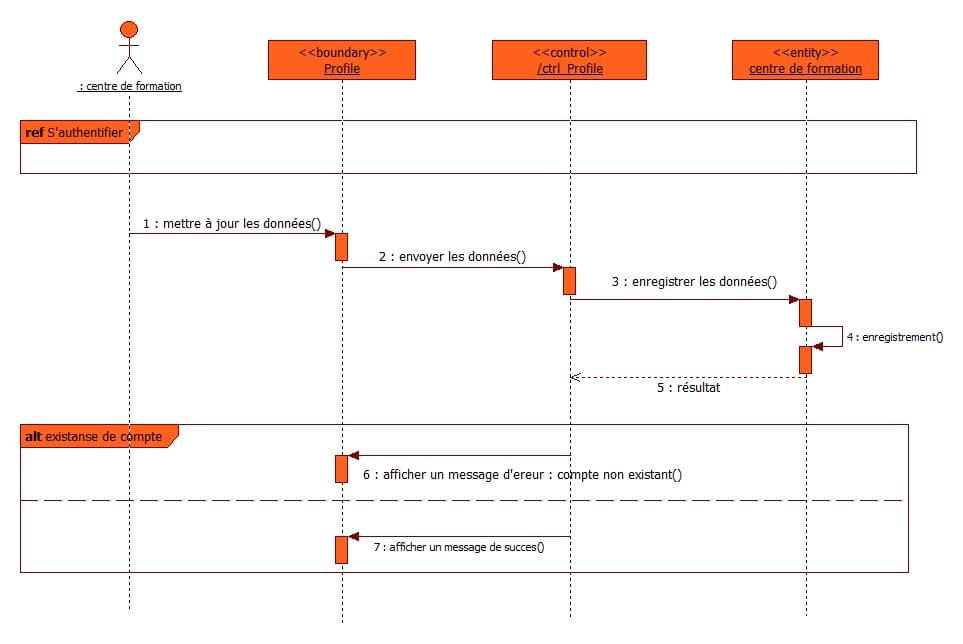 <<boundary>>
Profile
<<control>>
/ctrl_Profile
<<entity>>
centre de formation
: centre de formation
ref S'authentifier
1 : mettre à jour les données()
2 : envoyer les données()
3 : enregistrer les données()
4 : enregistrement()
5 : résultat
alt existanse de compte
6 : afficher un message d'ereur : compte non existant()
7 : afficher un message de succes()